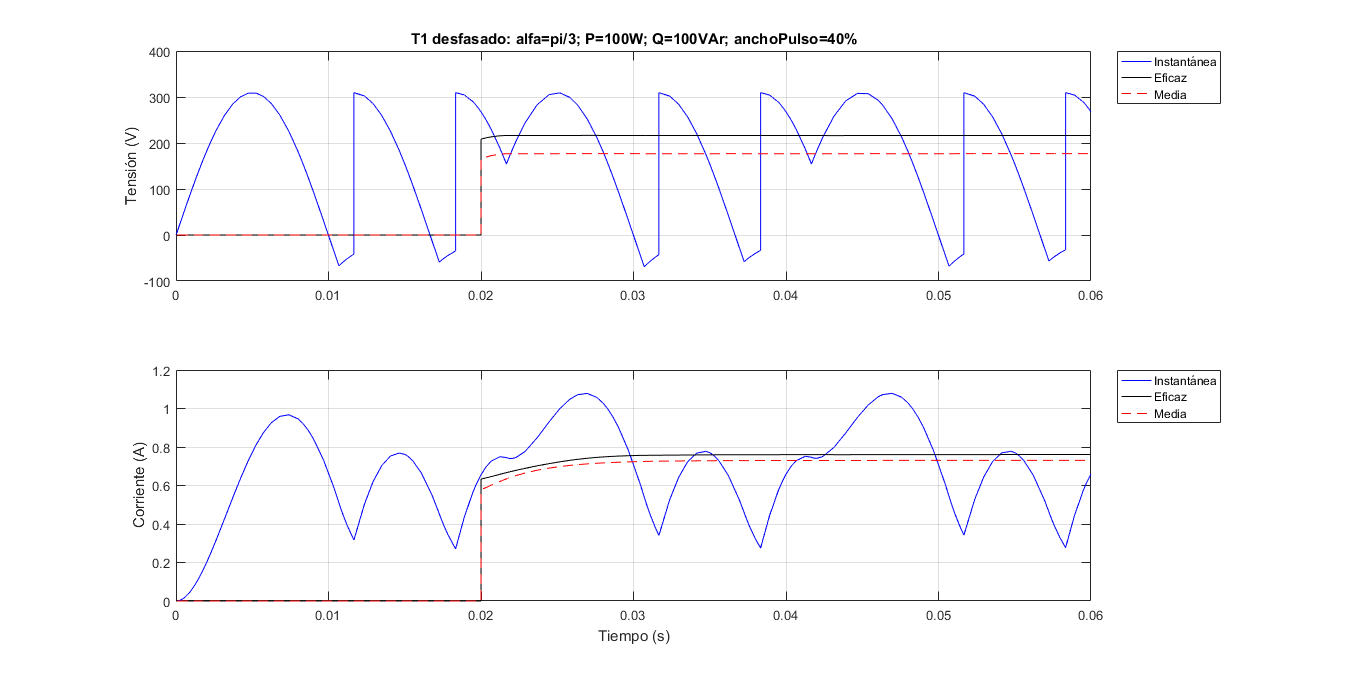 T1 desfasado: alfa=pi/3; P=100W; Q=100VAr; anchoPulso=40%
400
300
200
100
0
-100
Tensión (V)
0 0.01 0.02 0.03 0.04 0.05 0.06
Instantánea
Eficaz
Media
1.2
1
0.8
0.6
0.4
0.2
0
Corriente (A)
0 0.01 0.02 0.03 0.04 0.05 0.06
Tiempo (s)
Instantánea
Eficaz
Media